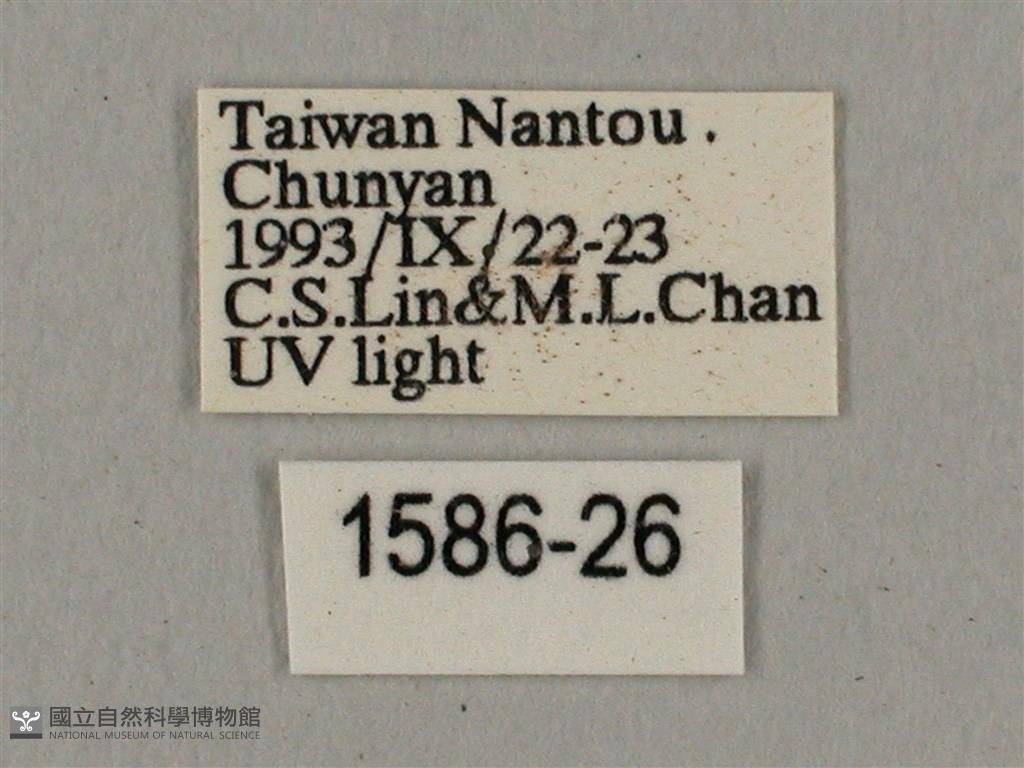 Taiwan Nantou .
Chunyan
1993/IX/22-23
C.S.Lin&M.L.Chan
UV light
1586-26
國立自然科學博物館
NATIONAL MUSEUM OF NATURAL SCIENCE